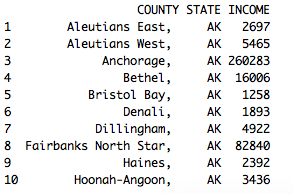 COUNTY STATE INCOME
1 Aleutians East, AK 2697
2 Aleutians West, AK 5465
3 Anchorage, AK 260283
4 Bethel, AK 16006
5 Bristol Bay, AK 1258
6 Denali, AK 1893
7 Dillingham, AK 4922
8 Fairbanks North Star, AK 82840
9 Haines, AK 2392
10 Hoonah-Angoon, AK 3436